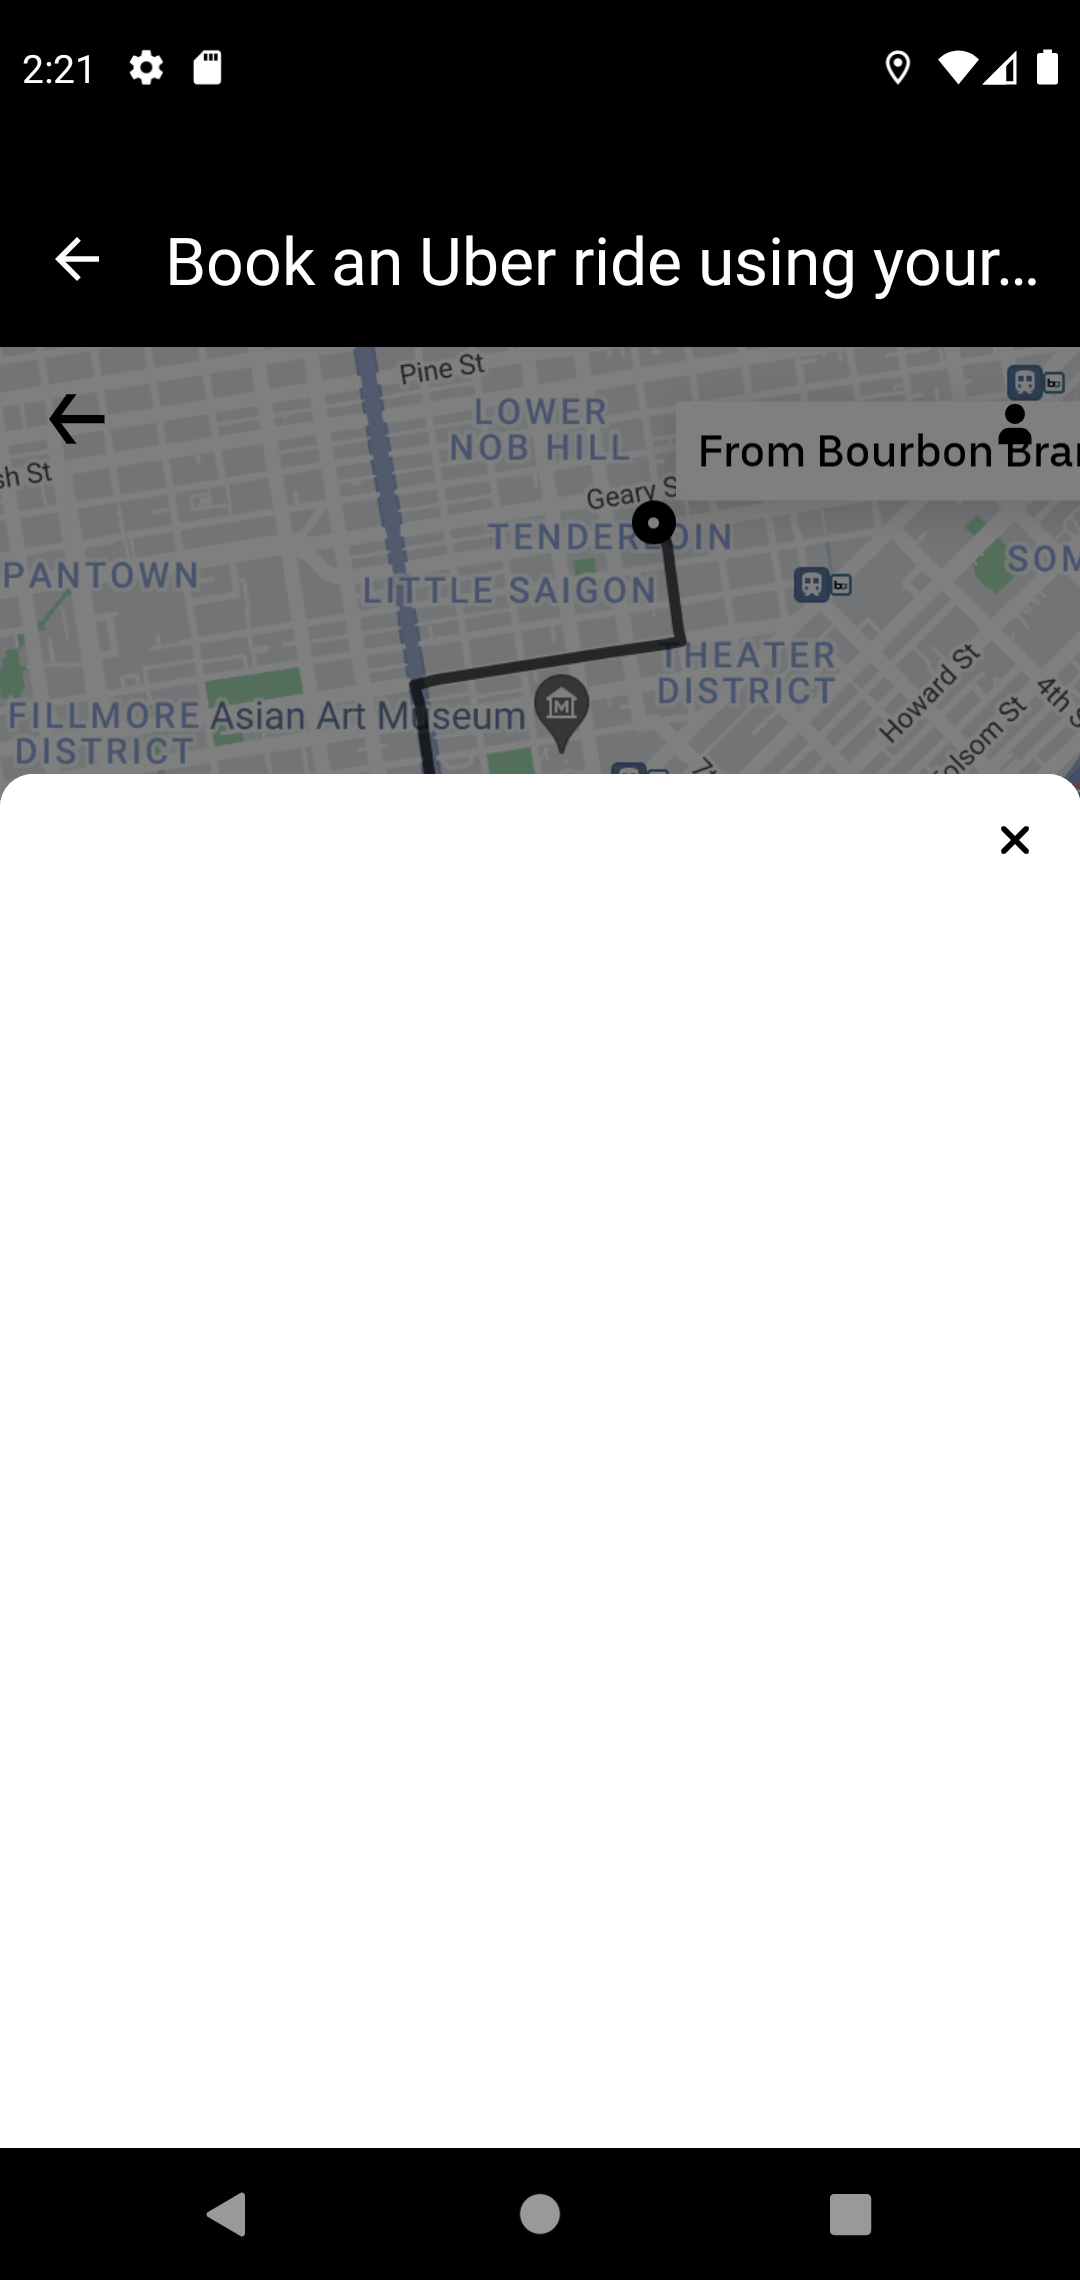 2:21
Book an Uber ride using your...
Pine St
LOWER
NOB HILL
From Bourbon Bra
sh St
Geary S
TENDERLOIN
SOM
PANTOWN
LITTLE SAIGON
THEATER
DISTRICT
Howard St
4th S
Folsom St
FILLMORE
DISTRICT
Asian Art Museum